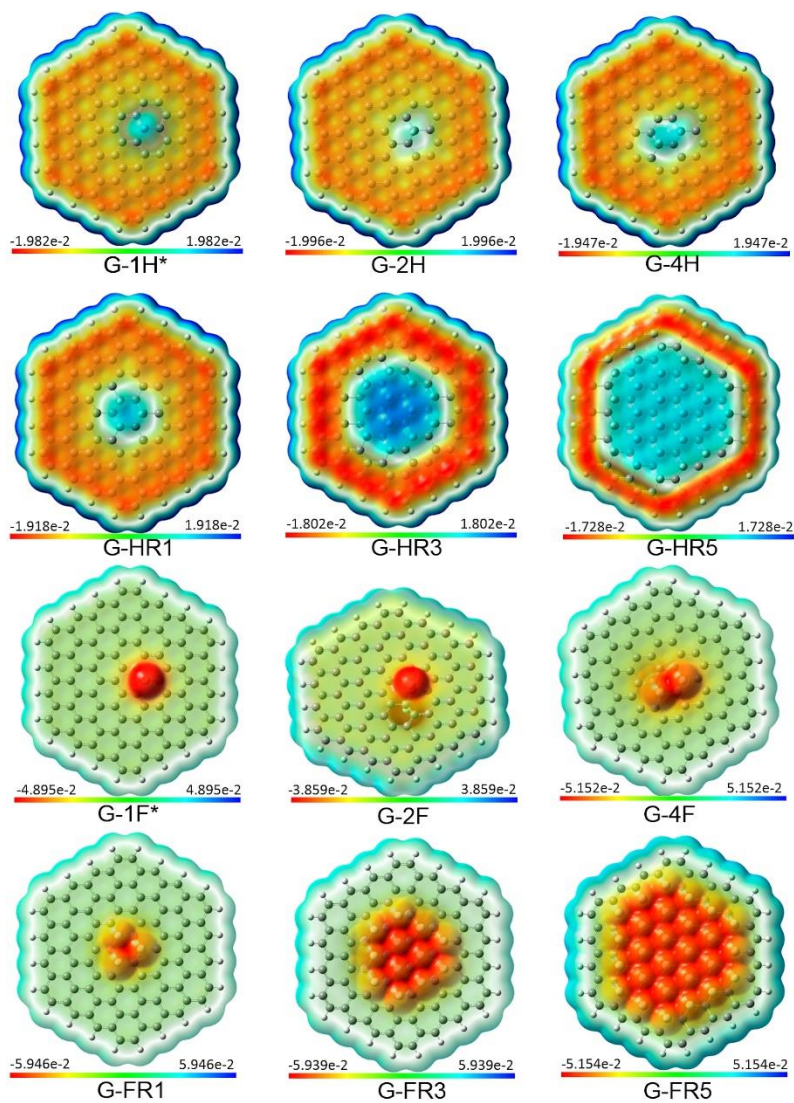 -1.982e-2 1.982e-2 -1.996e-2 1.996e-2 -1.947e-2 1.947e-2
G-1H* G-2H G-4H
-1.918e-2 1.918e-2 -1.802e-2 1.802e-2 -1.728e-2 1.728e-2
G-HR1 G-HR3 G-HR5
-4.895e-2 4.895e-2 -3.859e-2 3.859e-2 -5.152e-2 5.152e-2
G-1F* G-2F G-4F
-5.946e-2 5.946e-2 -5.939e-2 5.939e-2 -5.154e-2 5.154e-2
G-FR1 G-FR3 G-FR5